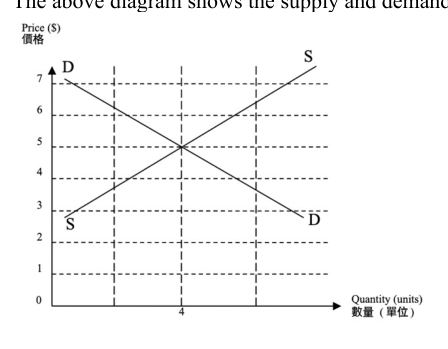 The above diagram shows the supply and demand
Price ($)
價格
D
S
7
6
5
4
3
2
1
0
S
D
4
Quantity (units)
數量（單位）